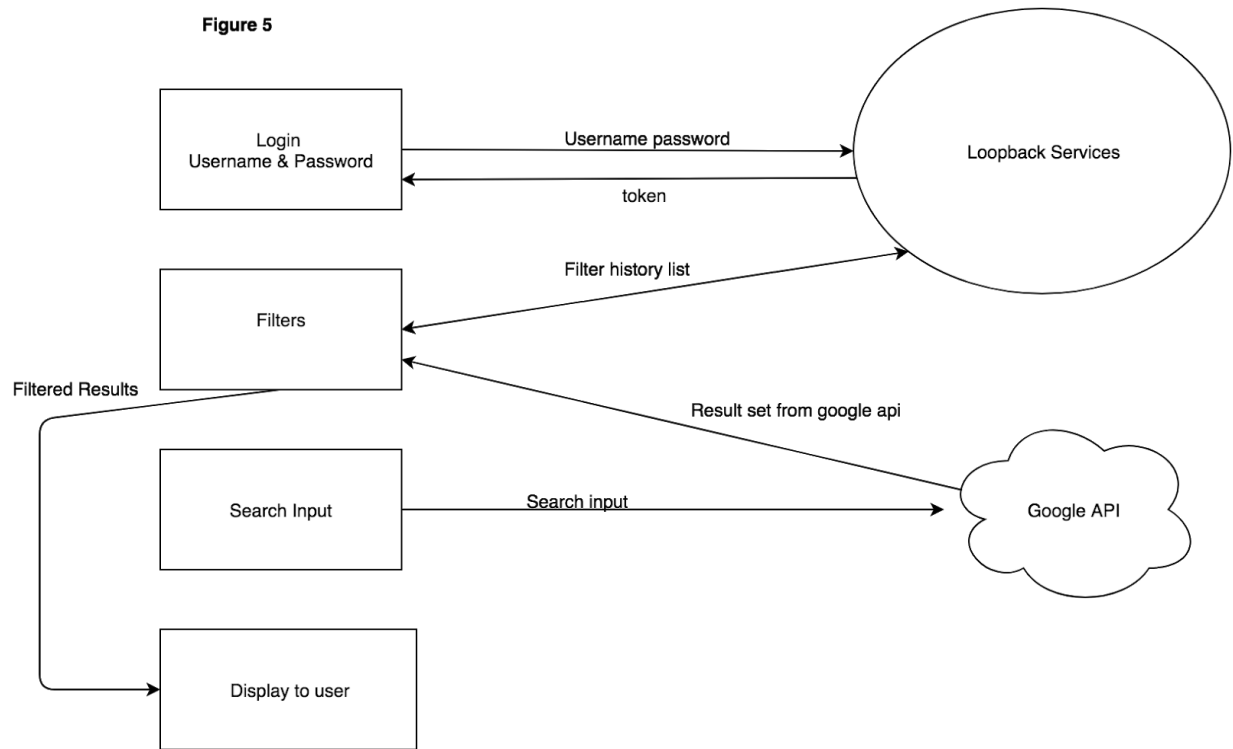 Figure 5
Login
Username & Password
Username password
token
Loopback Services
Filter history list
Filters
Filtered Results
Result set from google api
Search Input
Search input
Google API
Display to user